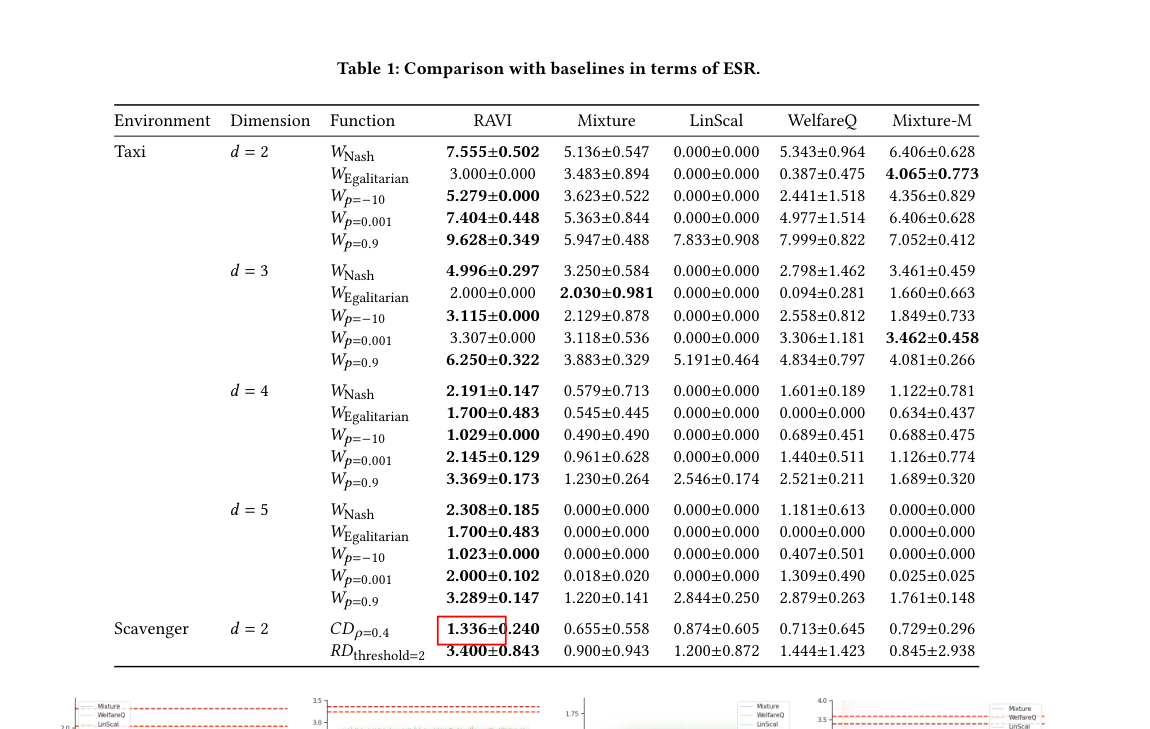 Table 1: Comparison with baselines in terms of ESR.
Environment Dimension Function RAVI Mixture LinScal WelfareQ Mixture-M
Taxi d = 2 W_Nash 7.555±0.502 5.136±0.547 0.000±0.000 5.343±0.964 6.406±0.628
W_Egalitarian 3.000±0.000 3.483±0.894 0.000±0.000 0.387±0.475 4.065±0.773
W_p=−10 5.279±0.000 3.623±0.522 0.000±0.000 2.441±1.518 4.356±0.829
W_p=0.001 7.404±0.448 5.363±0.844 0.000±0.000 4.977±1.514 6.406±0.628
W_p=0.9 9.628±0.349 5.947±0.488 7.833±0.908 7.999±0.822 7.052±0.412
d = 3 W_Nash 4.996±0.297 3.250±0.584 0.000±0.000 2.798±1.462 3.461±0.459
W_Egalitarian 2.000±0.000 2.030±0.981 0.000±0.000 0.094±0.281 1.660±0.663
W_p=−10 3.115±0.000 2.129±0.878 0.000±0.000 2.558±0.812 1.849±0.733
W_p=0.001 3.307±0.000 3.118±0.536 0.000±0.000 3.306±1.181 3.462±0.458
W_p=0.9 6.250±0.322 3.883±0.329 5.191±0.464 4.834±0.797 4.081±0.266
d = 4 W_Nash 2.191±0.147 0.579±0.713 0.000±0.000 1.601±0.189 1.122±0.781
W_Egalitarian 1.700±0.483 0.545±0.445 0.000±0.000 0.000±0.000 0.634±0.437
W_p=−10 1.029±0.000 0.490±0.490 0.000±0.000 0.689±0.451 0.688±0.475
W_p=0.001 2.145±0.129 0.961±0.628 0.000±0.000 1.440±0.511 1.126±0.774
W_p=0.9 3.369±0.173 1.230±0.264 2.546±0.174 2.521±0.211 1.689±0.320
d = 5 W_Nash 2.308±0.185 0.000±0.000 0.000±0.000 1.181±0.613 0.000±0.000
W_Egalitarian 1.700±0.483 0.000±0.000 0.000±0.000 0.000±0.000 0.000±0.000
W_p=−10 1.023±0.000 0.000±0.000 0.000±0.000 0.407±0.501 0.000±0.000
W_p=0.001 2.000±0.102 0.018±0.020 0.000±0.000 1.309±0.490 0.025±0.025
W_p=0.9 3.289±0.147 1.220±0.141 2.844±0.250 2.879±0.263 1.761±0.148
Scavenger d = 2 CD_ρ=0.4 1.336±0.240 0.655±0.558 0.874±0.605 0.713±0.645 0.729±0.296
RD_threshold=2 3.400±0.843 0.900±0.943 1.200±0.872 1.444±1.423 0.845±2.938
Mixture
WelfareQ
LinScal
3.5
3.0
1.75
Mixture
WelfareQ
LinScal
4.0
3.5
Mixture
WelfareQ
LinScal